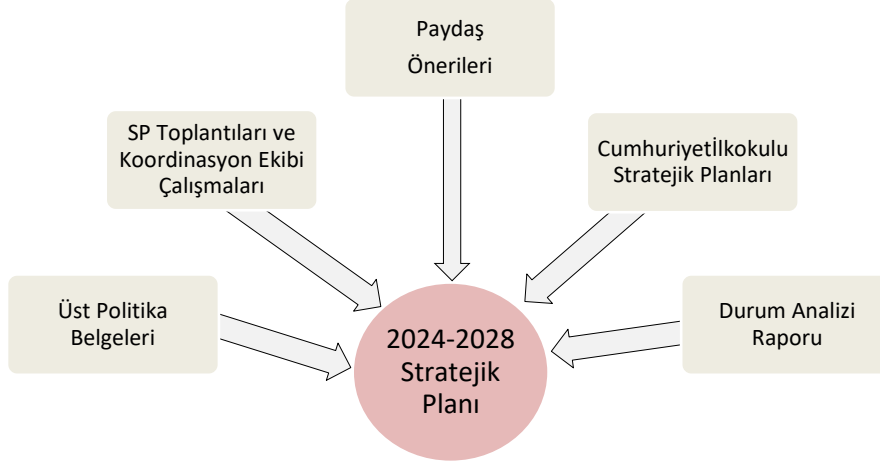 Paydaş
Önerileri
SP Toplantıları ve
Koordinasyon Ekibi
Çalışmaları
Cumhuriyetİlkokulu
Stratejik Planları
Üst Politika
Belgeleri
Durum Analizi
Raporu
2024-2028
Stratejik
Planı